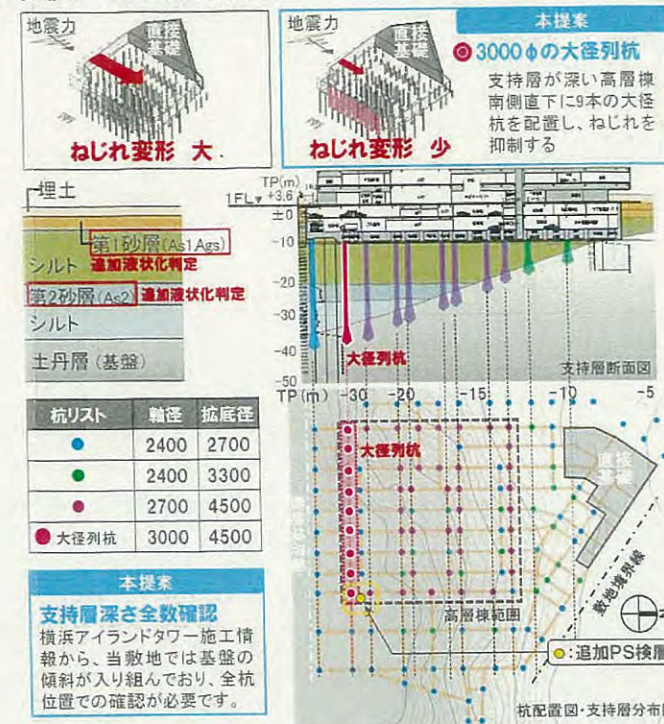 地震力
直接
基礎
ねじれ変形 大
地震力
直接
基礎
ねじれ変形 少
本提案
3000φの大径列杭
支持層が深い高層棟
南側直下に9本の大径
杭を配置し、ねじれを
抑制する
埋土
第1砂層(As1,Ags)
シルト 追加液状化判定
第2砂層(As2) 追加液状化判定
シルト
土丹層(基盤)
TP(m)
1FL▼ +3.6
±0
-10
-20
-30
-40
-50
大径列杭
支持層断面図
TP(m) -30 -20 -15 -10 -5
杭リスト 軸径 拡底径
● 2400 2700
● 2400 3300
● 2700 4500
● 大径列杭 3000 4500
大径列杭
直接
基礎
高層棟範囲
敷地境界線
○:追加PS検層
杭配置図・支持層分布
本提案
支持層深さ全数確認
横浜アイランドタワー施工情
報から、当敷地では基盤の
傾斜が入り組んでおり、全杭
位置での確認が必要です。